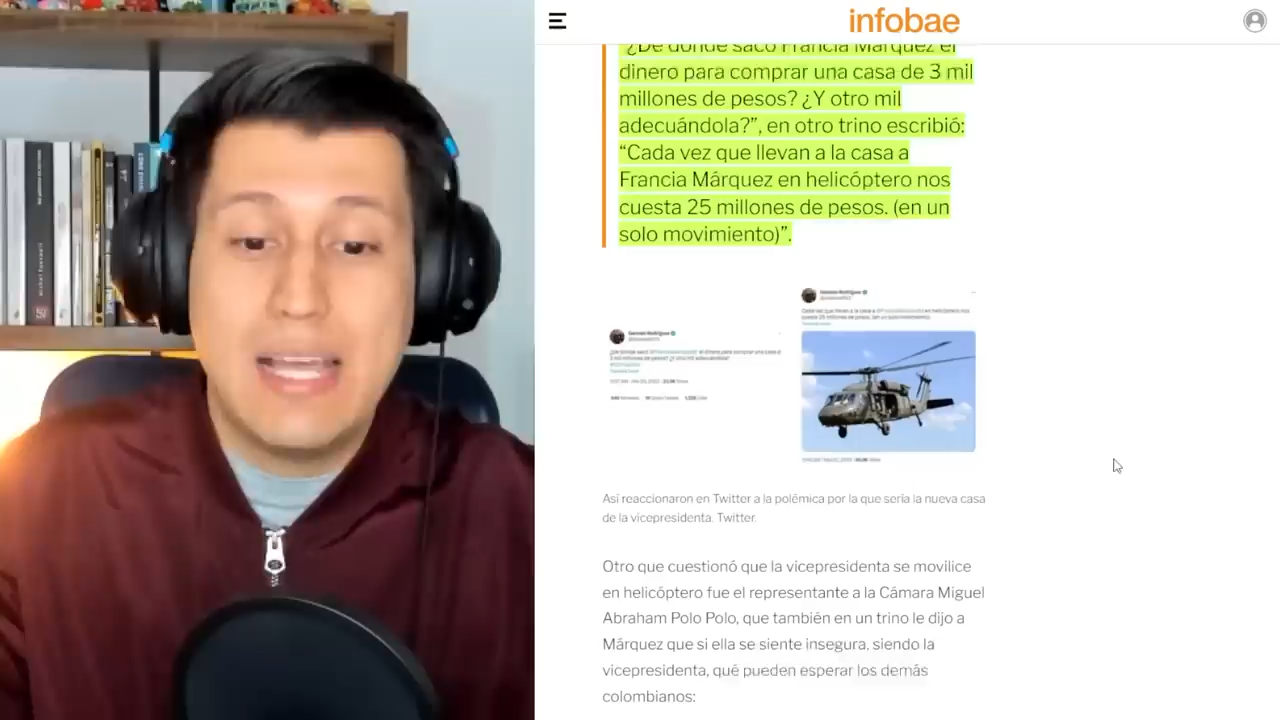 infobae
“¿De dónde sacó Francia Márquez el
dinero para comprar una casa de 3 mil
millones de pesos? ¿Y otro mil
adecuándola?”, en otro trino escribió:
“Cada vez que llevan a la casa a
Francia Márquez en helicóptero nos
cuesta 25 millones de pesos. (en un
solo movimiento)”.
Así reaccionaron en Twitter a la polémica por la que sería la nueva casa
de la vicepresidenta. Twitter.
Otro que cuestionó que la vicepresidenta se movilice
en helicóptero fue el representante a la Cámara Miguel
Abraham Polo Polo, que también en un trino le dijo a
Márquez que si ella se siente insegura, siendo la
vicepresidenta, qué pueden esperar los demás
colombianos: